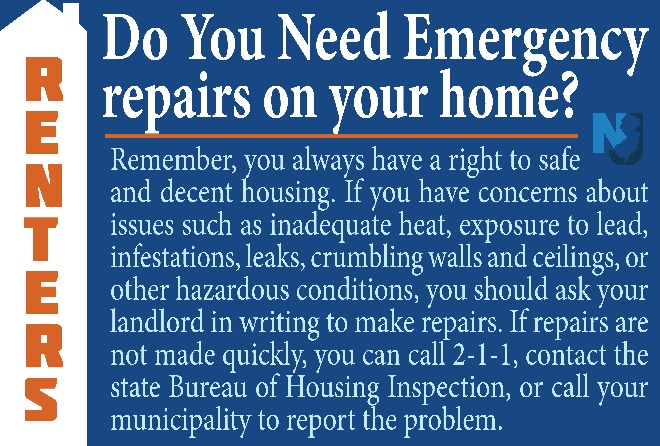 RENTERS
Do You Need Emergency
repairs on your home?
NJ
Remember, you always have a right to safe
and decent housing. If you have concerns about
issues such as inadequate heat, exposure to lead,
infestations, leaks, crumbling walls and ceilings, or
other hazardous conditions, you should ask your
landlord in writing to make repairs. If repairs are
not made quickly, you can call 2-1-1, contact the
state Bureau of Housing Inspection, or call your
municipality to report the problem.